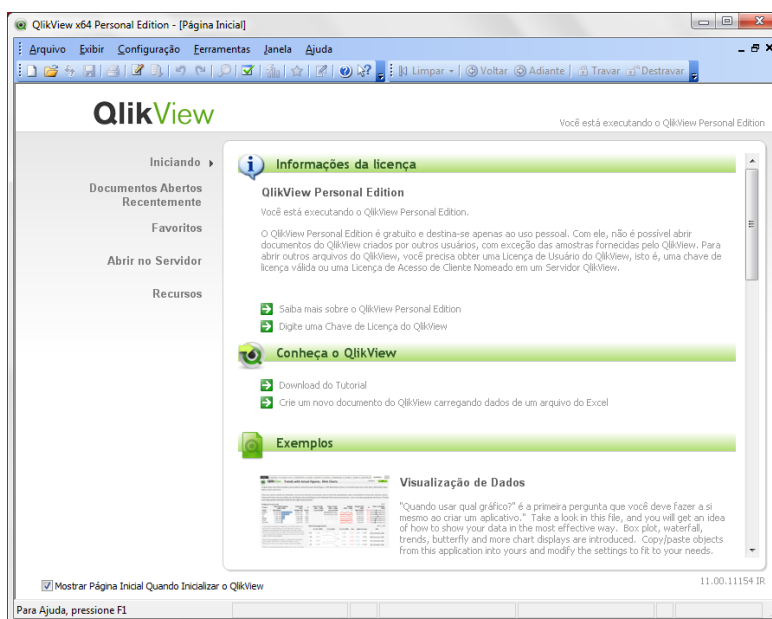 QlikView x64 Personal Edition - [Página Inicial]
Arquivo Exibir Configuração Ferramentas Janela Ajuda
Limpar Voltar Adiante Travar Destravar
QlikView
Você está executando o QlikView Personal Edition
Iniciando
Documentos Abertos
Recentemente
Favoritos
Abrir no Servidor
Recursos
Informações da licença
QlikView Personal Edition
Você está executando o QlikView Personal Edition.
O QlikView Personal Edition é gratuito e destina-se apenas ao uso pessoal. Com ele, não é possível abrir
documentos do QlikView criados por outros usuários, com exceção das amostras fornecidas pelo QlikView. Para
abrir outros arquivos do QlikView, você precisa obter uma Licença de Usuário do QlikView, isto é, uma chave de
licença válida ou uma Licença de Acesso de Cliente Nomeado em um Servidor QlikView.
Saiba mais sobre o QlikView Personal Edition
Digite uma Chave de Licença do QlikView
Conheça o QlikView
Download do Tutorial
Crie um novo documento do QlikView carregando dados de um arquivo do Excel
Exemplos
Visualização de Dados
"Quando usar qual gráfico?" é a primeira pergunta que você deve fazer a si
mesmo ao criar um aplicativo." Take a look in this file, and you will get an idea
of how to show your data in the most effective way. Box plot, waterfall,
trends, butterfly and more chart displays are introduced. Copy/paste objects
from this application into yours and modify the settings to fit to your needs.
Mostrar Página Inicial Quando Inicializar o QlikView
11.00.11154 IR
Para Ajuda, pressione F1